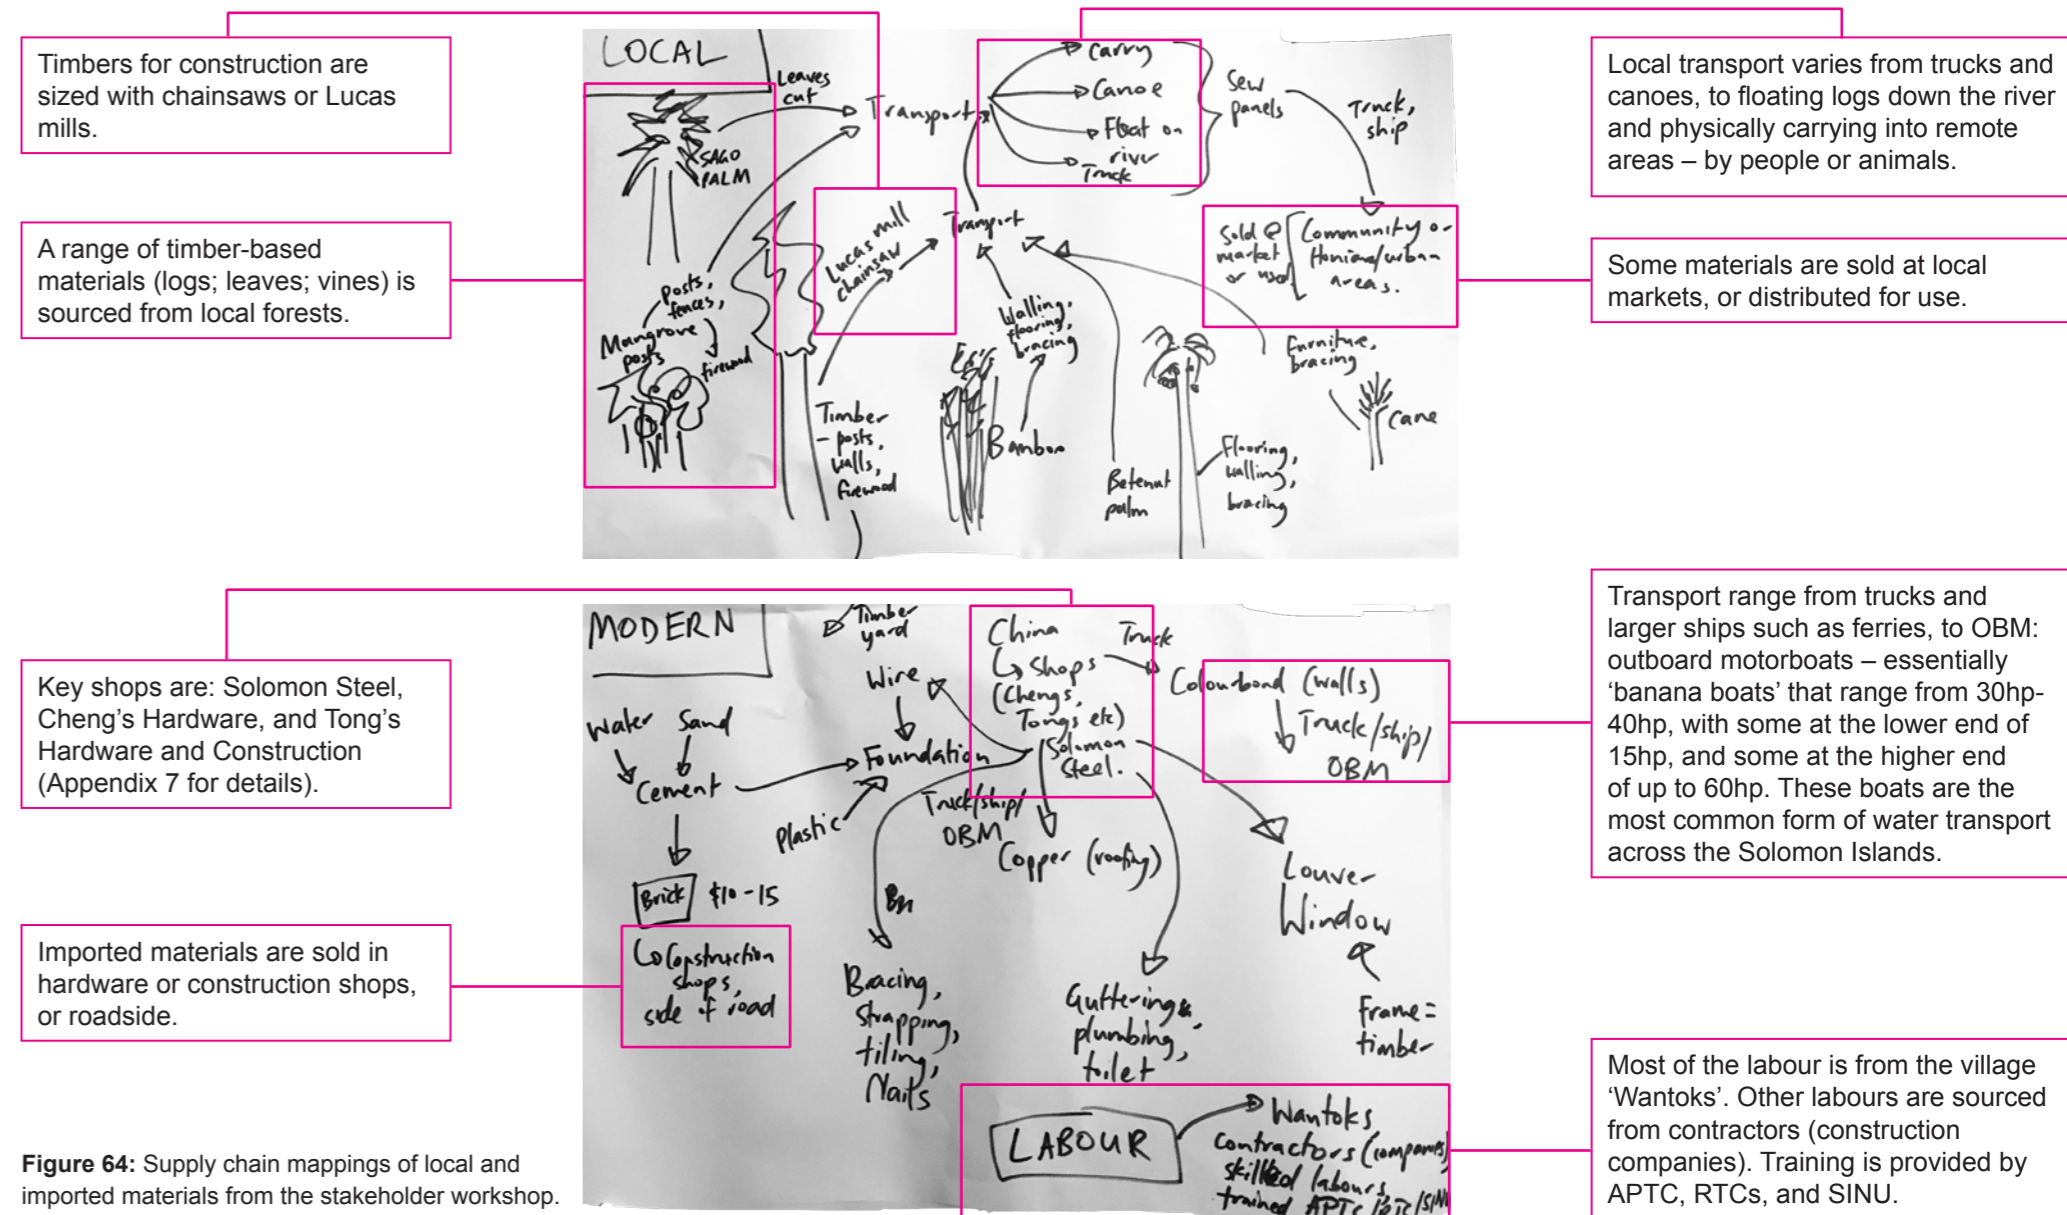 Timbers for construction are
sized with chainsaws or Lucas
mills.
A range of timber-based
materials (logs; leaves; vines) is
sourced from local forests.
LOCAL
Leaves
cut
SAGO
PALM
Transport
Carry
Canoe
Float on
river
Truck
Sew
panels
Truck,
ship
Sold @
market
or used
Community or
Honiara/urban
areas.
posts,
fences,
Mangrove
posts
firewood
Lucas mill
chainsaw
Transport
Timber
- posts,
walls,
firewood
Walling,
flooring,
bracing
Bamboo
Betenut
palm
Flooring,
walling,
bracing
Furniture,
bracing
Cane
Local transport varies from trucks and
canoes, to floating logs down the river
and physically carrying into remote
areas – by people or animals.
Some materials are sold at local
markets, or distributed for use.
Key shops are: Solomon Steel,
Cheng's Hardware, and Tong's
Hardware and Construction
(Appendix 7 for details).
Imported materials are sold in
hardware or construction shops,
or roadside.
MODERN
Timber
yard
Wire
Water Sand
Cement
Foundation
Plastic
Brick $10-15
Construction
shops,
side of road
China
Shops
(Chengs,
Tongs etc)
Solomon
Steel.
Truck
Colourbond (walls)
Truck/ship/
OBM
Truck/ship/
OBM
Copper (roofing)
Louver
Window
Frame =
timber
Bracing,
strapping,
tiling,
Nails
Guttering,
plumbing,
toilet
LABOUR
Wantoks
Contractors (companies)
skilled labours
trained APTC/RTC/SINU
Transport range from trucks and
larger ships such as ferries, to OBM:
outboard motorboats – essentially
‘banana boats’ that range from 30hp-
40hp, with some at the lower end of
15hp, and some at the higher end
of up to 60hp. These boats are the
most common form of water transport
across the Solomon Islands.
Most of the labour is from the village
‘Wantoks’. Other labours are sourced
from contractors (construction
companies). Training is provided by
APTC, RTCs, and SINU.
Figure 64: Supply chain mappings of local and
imported materials from the stakeholder workshop.